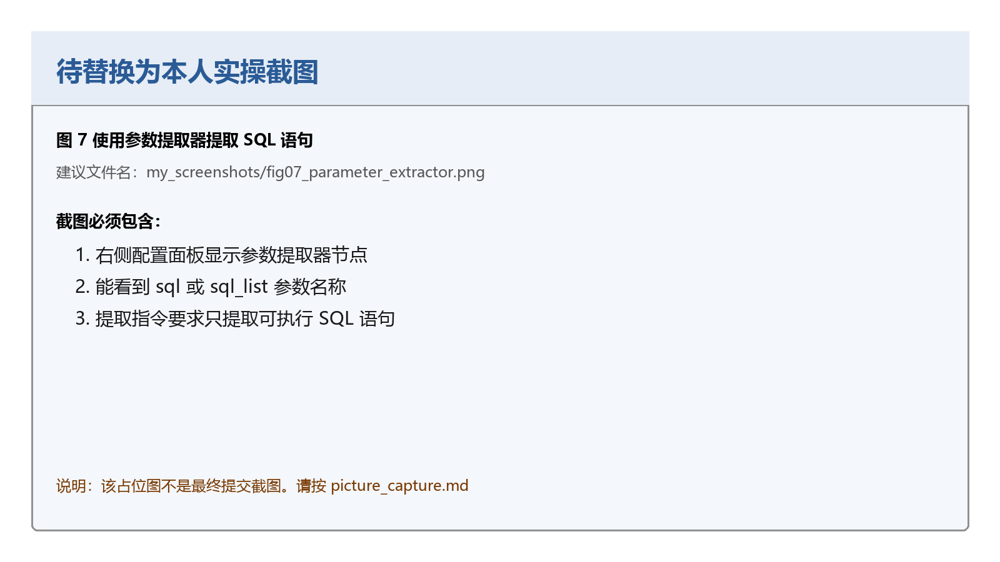 待替换为本人实操截图
图 7 使用参数提取器提取 SQL 语句
建议文件名：my_screenshots/fig07_parameter_extractor.png
截图必须包含：
1. 右侧配置面板显示参数提取器节点
2. 能看到 sql 或 sql_list 参数名称
3. 提取指令要求只提取可执行 SQL 语句
说明：该占位图不是最终提交截图。请按 picture_capture.md